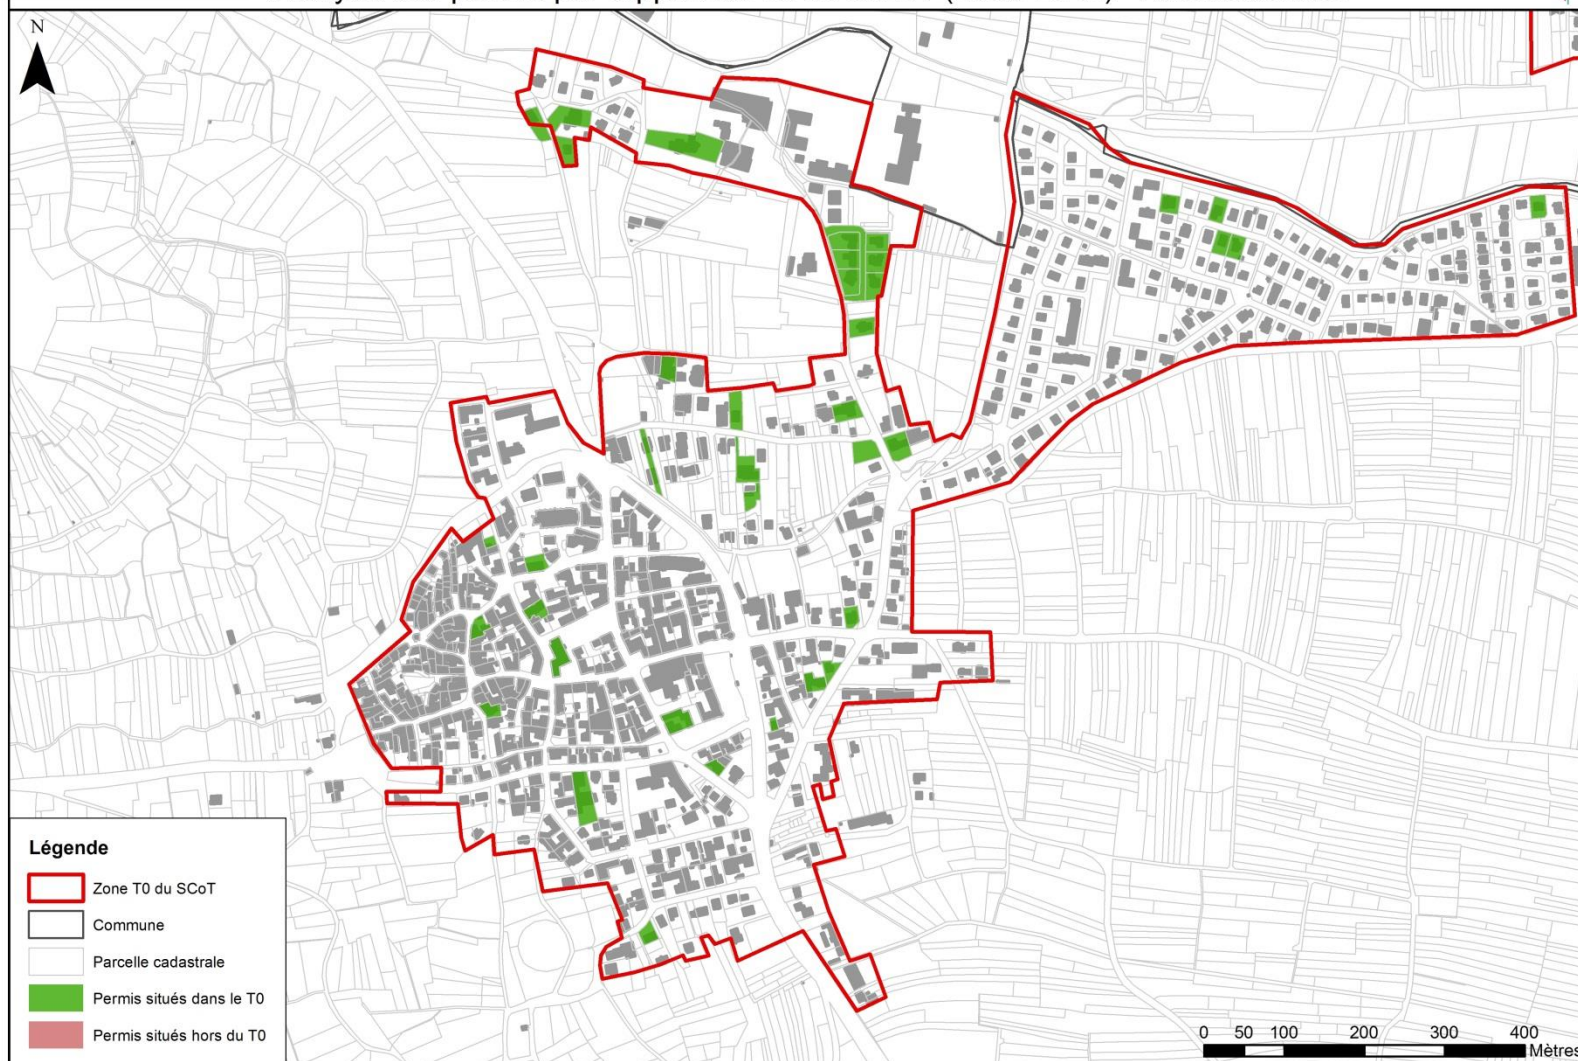 N
Légende
Zone T0 du SCoT
Commune
Parcelle cadastrale
Permis situés dans le T0
Permis situés hors du T0
0 50 100 200 300 400
Mètres